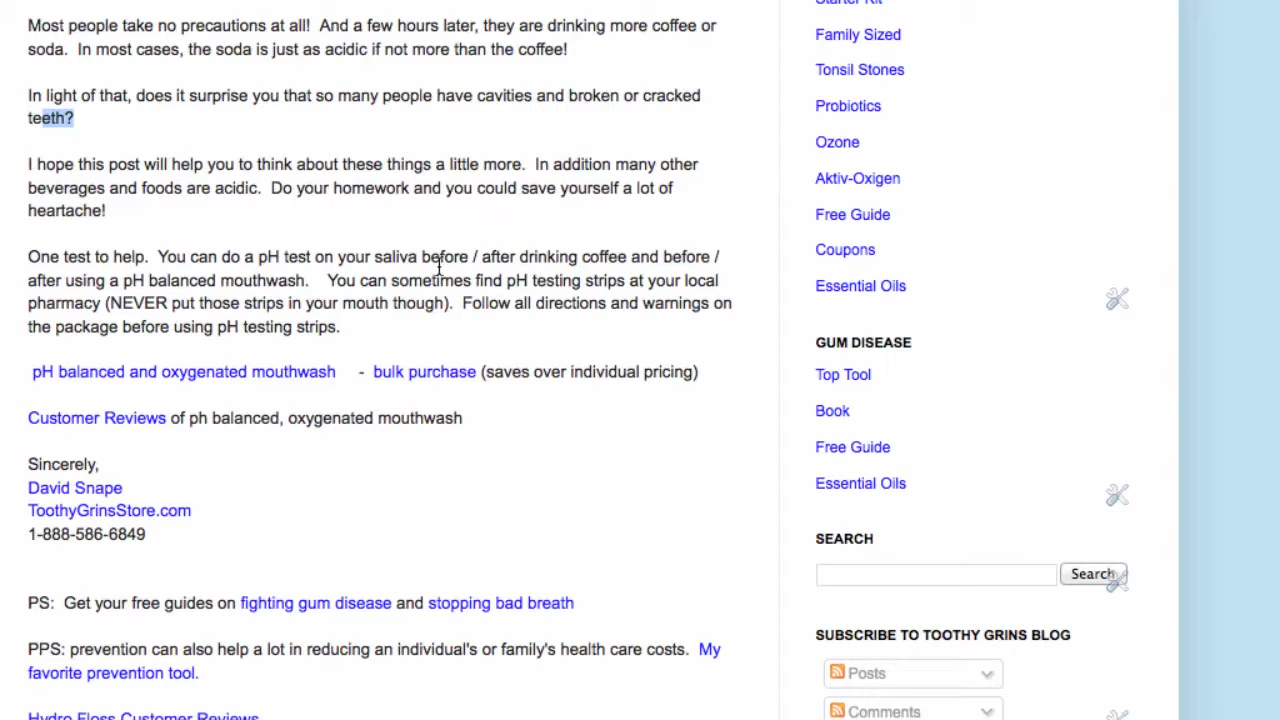 Most people take no precautions at all!  And a few hours later, they are drinking more coffee or
soda.  In most cases, the soda is just as acidic if not more than the coffee!
In light of that, does it surprise you that so many people have cavities and broken or cracked
teeth?
I hope this post will help you to think about these things a little more.  In addition many other
beverages and foods are acidic.  Do your homework and you could save yourself a lot of
heartache!
One test to help.  You can do a pH test on your saliva before / after drinking coffee and before /
after using a pH balanced mouthwash.    You can sometimes find pH testing strips at your local
pharmacy (NEVER put those strips in your mouth though).  Follow all directions and warnings on
the package before using pH testing strips.
pH balanced and oxygenated mouthwash    - bulk purchase (saves over individual pricing)
Customer Reviews of ph balanced, oxygenated mouthwash
Sincerely,
David Snape
ToothyGrinsStore.com
1-888-586-6849
PS:  Get your free guides on fighting gum disease and stopping bad breath
PPS: prevention can also help a lot in reducing an individual's or family's health care costs.  My
favorite prevention tool.
Hydro Floss Customer Reviews
Starter Kit
Family Sized
Tonsil Stones
Probiotics
Ozone
Aktiv-Oxigen
Free Guide
Coupons
Essential Oils
GUM DISEASE
Top Tool
Book
Free Guide
Essential Oils
SEARCH
Search
SUBSCRIBE TO TOOTHY GRINS BLOG
Posts
Comments